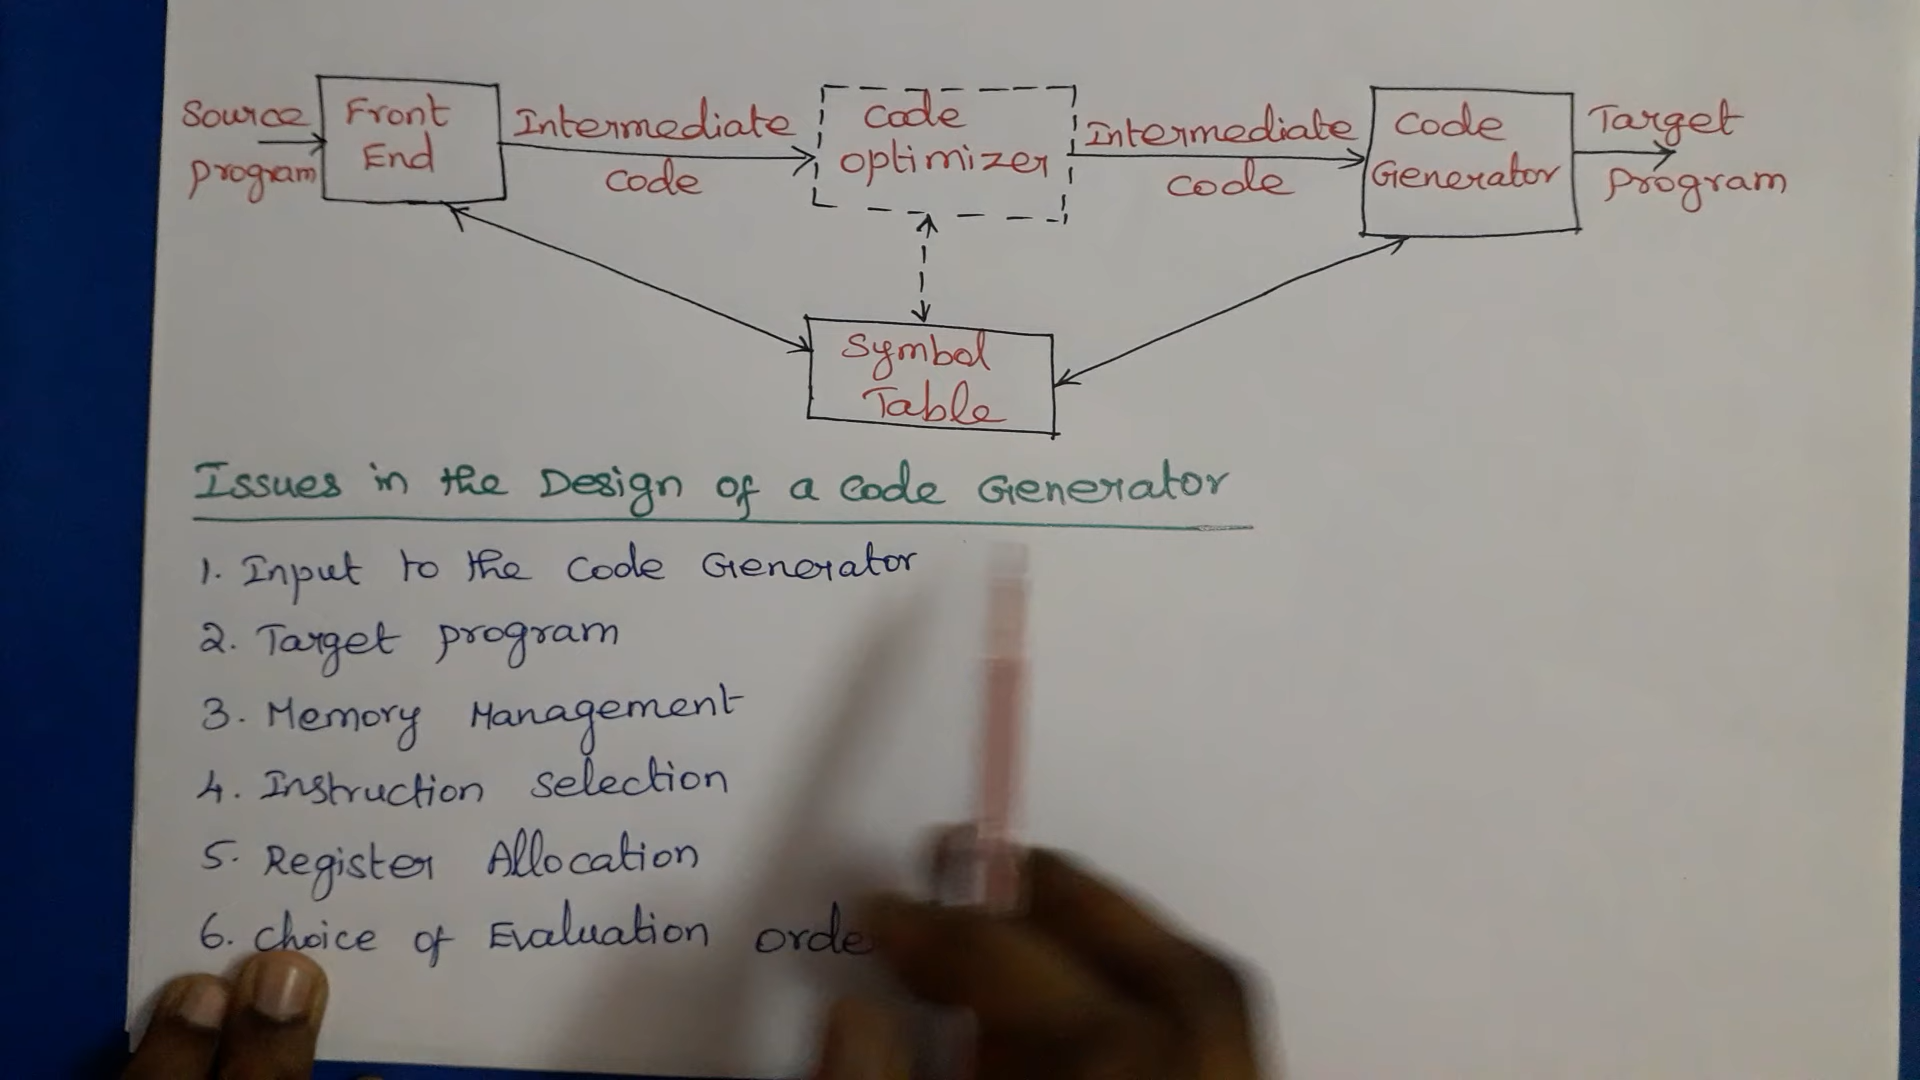 Source
program
Front
End
Intermediate
code
Code
optimizer
Intermediate
code
Code
Generator
Target
program
Symbol
Table
Issues in the Design of a Code Generator
1. Input to the Code Generator
2. Target program
3. Memory Management
4. Instruction Selection
5. Register Allocation
6. Choice of Evaluation orde